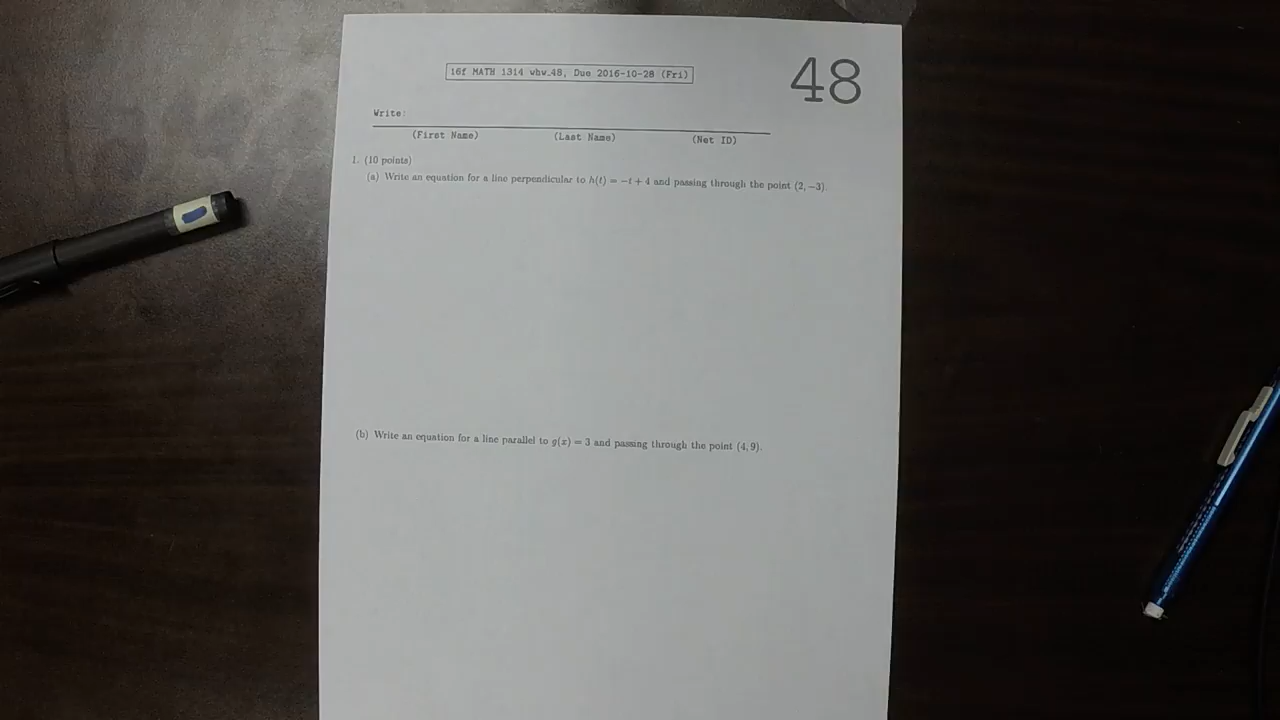 16f MATH 1314 whw.48, Due 2016-10-28 (Fri)
48
Write:
(First Name) (Last Name) (Net ID)
1. (10 points)
(a) Write an equation for a line perpendicular to h(t) = −t + 4 and passing through the point (2, −3).
(b) Write an equation for a line parallel to g(x) = 3 and passing through the point (4, 9).